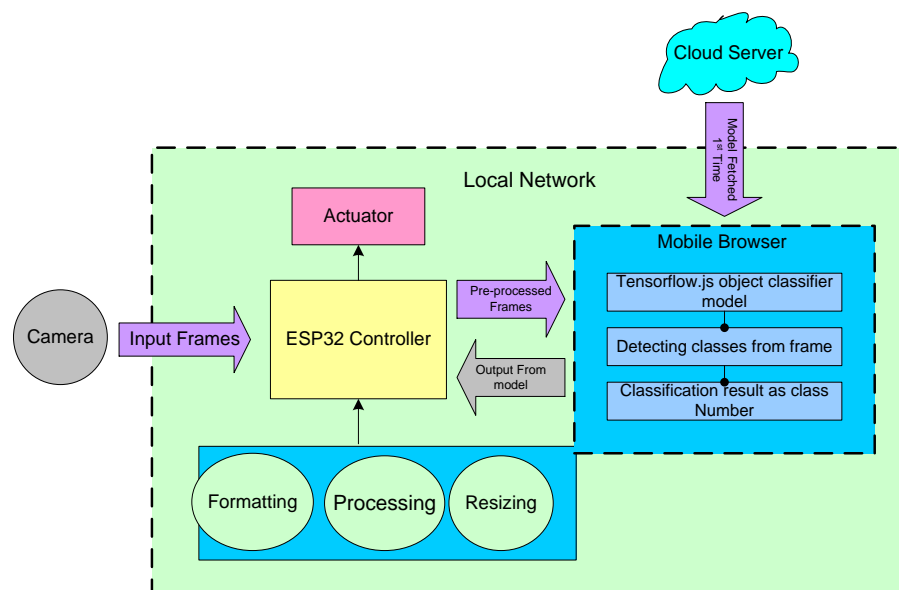 Cloud Server
Model Fetched
1st Time
Local Network
Actuator
Mobile Browser
Tensorflow.js object classifier
model
Pre-processed
Frames
Camera
Input Frames
ESP32 Controller
Detecting classes from frame
Output From
model
Classification result as class
Number
Formatting
Processing
Resizing